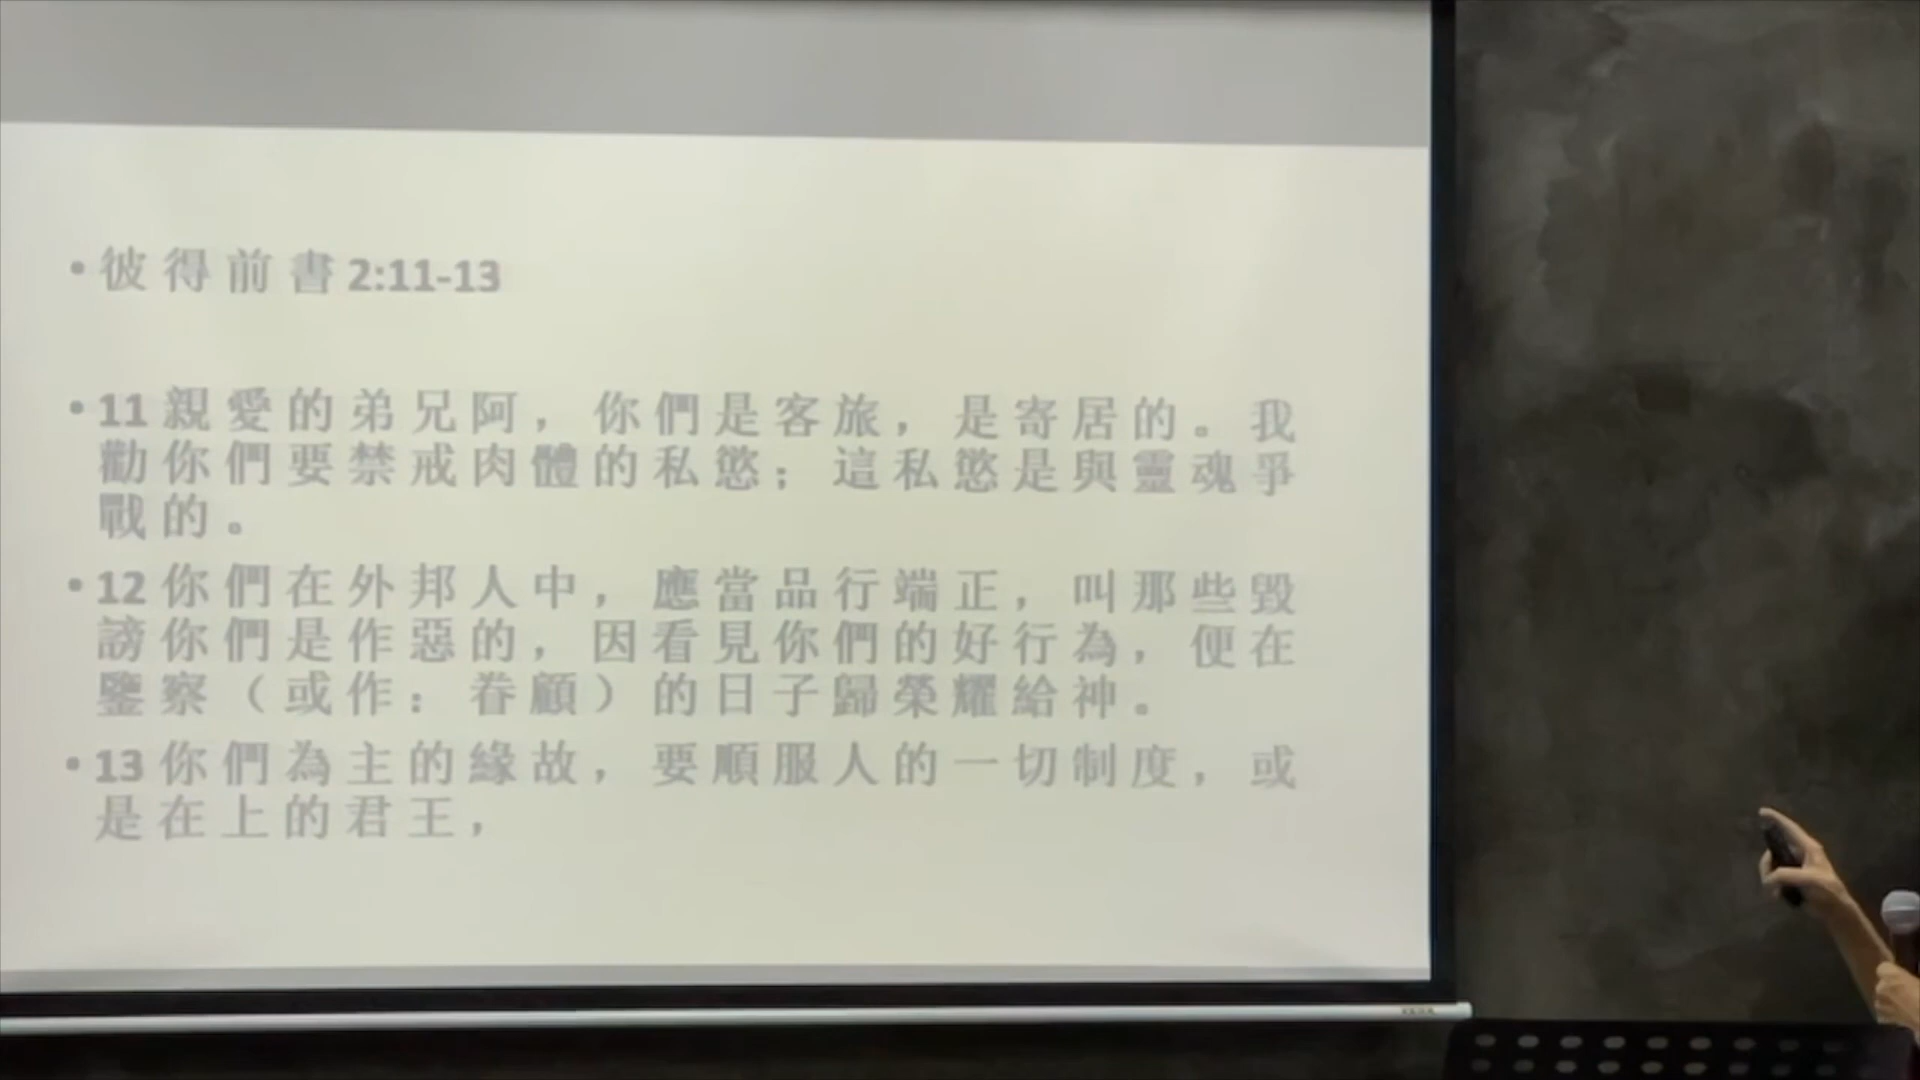 • 彼得前書2:11-13
• 11親愛的弟兄阿，你們是客旅，是寄居的。我
勸你們要禁戒肉體的私慾；這私慾是與靈魂爭
戰的。
• 12你們在外邦人中，應當品行端正，叫那些毀
謗你們是作惡的，因看見你們的好行為，便在
鑒察（或作：眷顧）的日子歸榮耀給神。
• 13你們為主的緣故，要順服人的一切制度，或
是在上的君王，